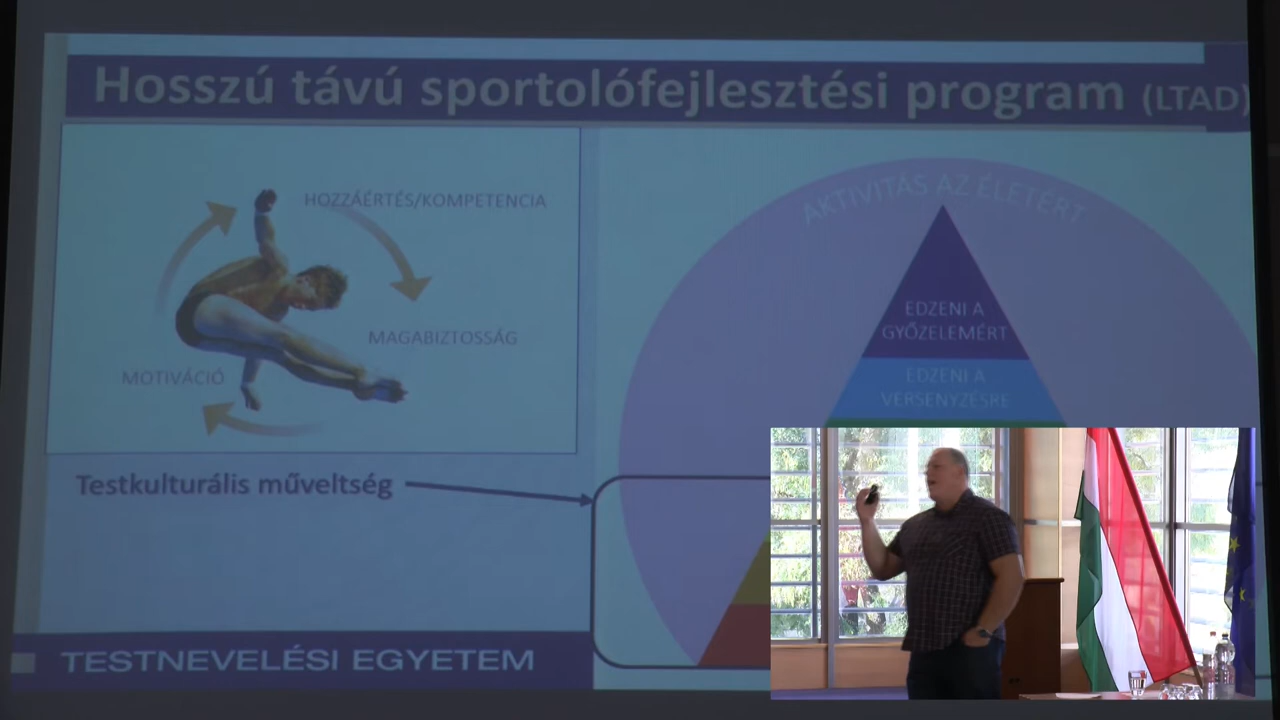 Hosszú távú sportolófejlesztési program (LTAD)
HOZZÁÉRTÉS/KOMPETENCIA
MAGABIZTOSSÁG
MOTIVÁCIÓ
Testkulturális műveltség
AKTIVITÁS AZ ÉLETÉRT
EDZENI A
GYŐZELEMÉRT
EDZENI A
VERSENYZÉSRE
TESTNEVELÉSI EGYETEM